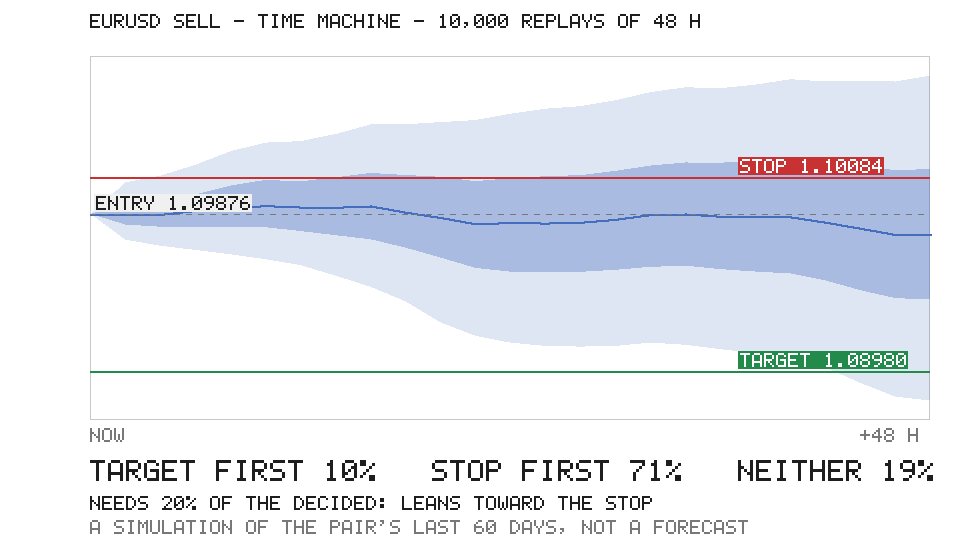 EURUSD SELL - TIME MACHINE - 10,000 REPLAYS OF 48 H
STOP 1.10084
ENTRY 1.09876
TARGET 1.08980
NOW +48 H
TARGET FIRST 10% STOP FIRST 71% NEITHER 19%
NEEDS 20% OF THE DECIDED: LEANS TOWARD THE STOP
A SIMULATION OF THE PAIR'S LAST 60 DAYS, NOT A FORECAST